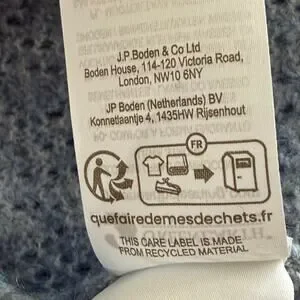 J.P.Boden & Co Ltd
Boden House, 114-120 Victoria Road,
London, NW10 6NY
JP Boden (Netherlands) BV
Konnetlaantje 4, 1435HW Rijsenhout
FR
quefairedemesdechets.fr
THIS CARE LABEL IS MADE
FROM RECYCLED MATERIAL